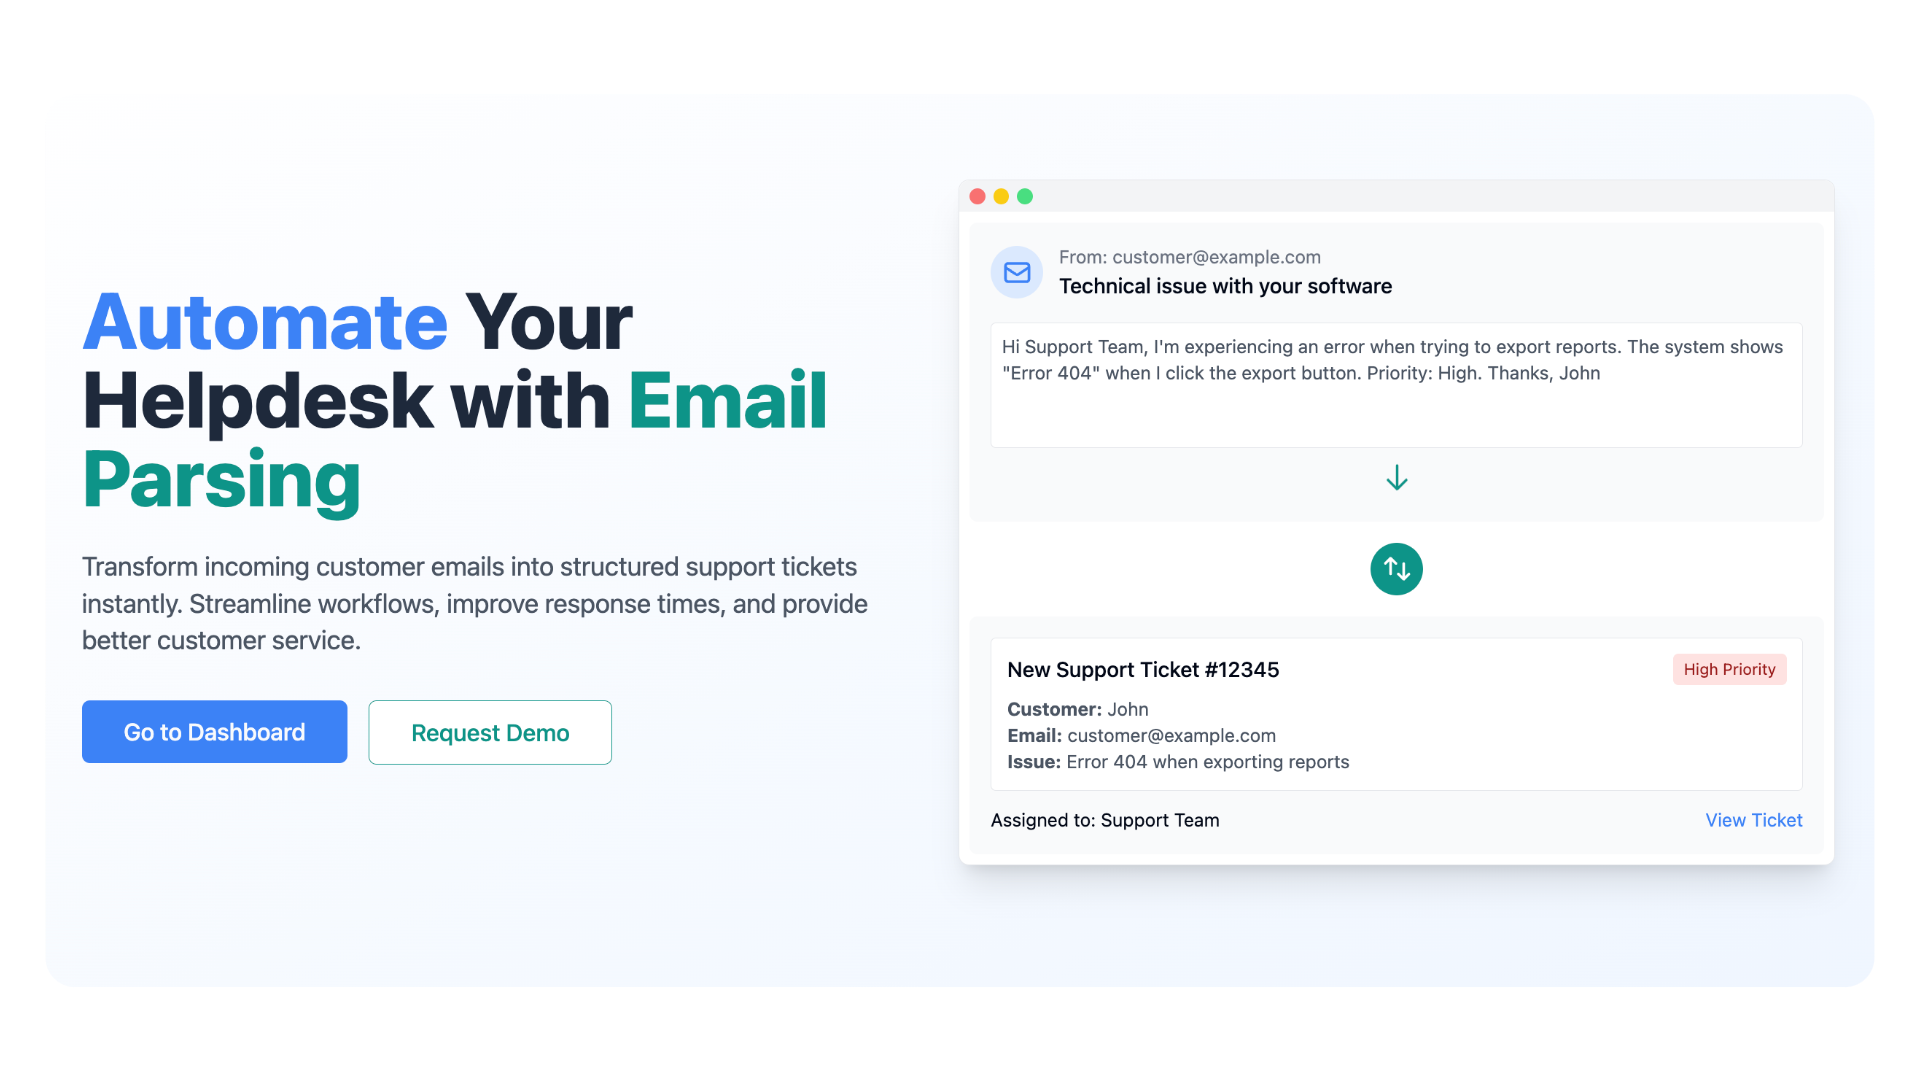 Automate Your
Helpdesk with Email
Parsing
Transform incoming customer emails into structured support tickets
instantly. Streamline workflows, improve response times, and provide
better customer service.
Go to Dashboard
Request Demo
From: customer@example.com
Technical issue with your software
Hi Support Team, I'm experiencing an error when trying to export reports. The system shows
"Error 404" when I click the export button. Priority: High. Thanks, John
New Support Ticket #12345
High Priority
Customer: John
Email: customer@example.com
Issue: Error 404 when exporting reports
Assigned to: Support Team
View Ticket